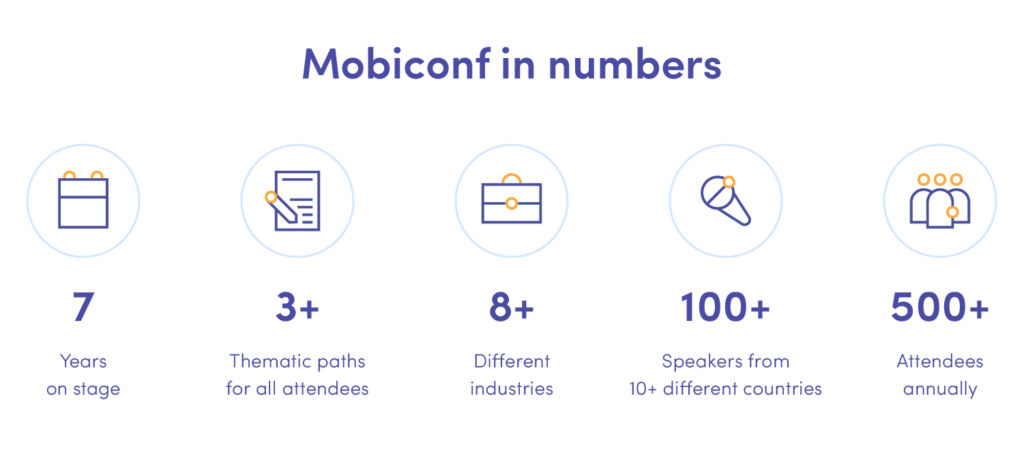 Mobiconf in numbers
7
Years
on stage
3+
Thematic paths
for all attendees
8+
Different
industries
100+
Speakers from
10+ different countries
500+
Attendees
annually